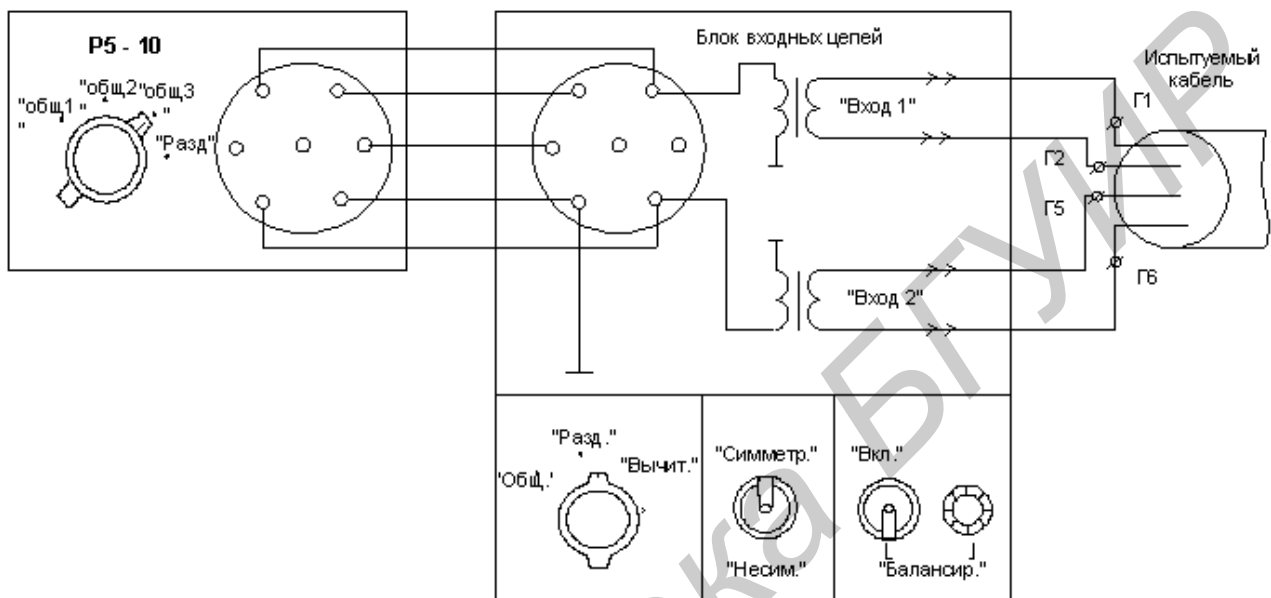 Р5 - 10
"общ1"
"общ2"
"общ3"
"Разд"
Блок входных цепей
"Вход 1"
"Вход 2"
Испытуемый
кабель
Г1
Г2
Г5
Г6
"Общ."
"Разд."
"Вычит."
"Симметр."
"Несим."
"Вкл."
"Балансир."
БГУИР